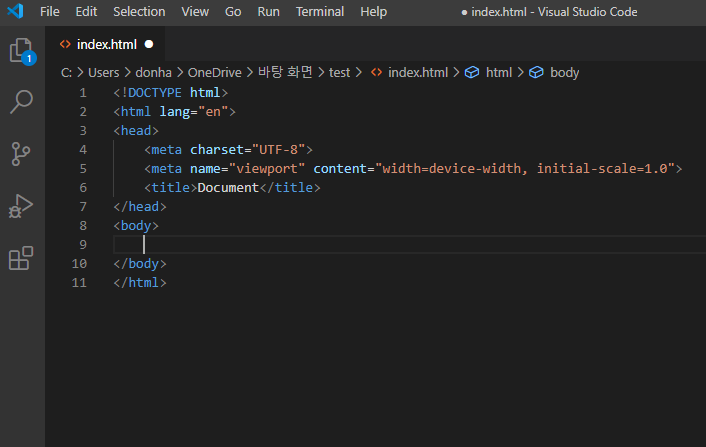 File Edit Selection View Go Run Terminal Help ● index.html - Visual Studio Code
index.html ●
C: > Users > donha > OneDrive > 바탕 화면 > test > index.html > html > body
1
1 <!DOCTYPE html>
2 <html lang="en">
3 <head>
4     <meta charset="UTF-8">
5     <meta name="viewport" content="width=device-width, initial-scale=1.0">
6     <title>Document</title>
7 </head>
8 <body>
9
10 </body>
11 </html>